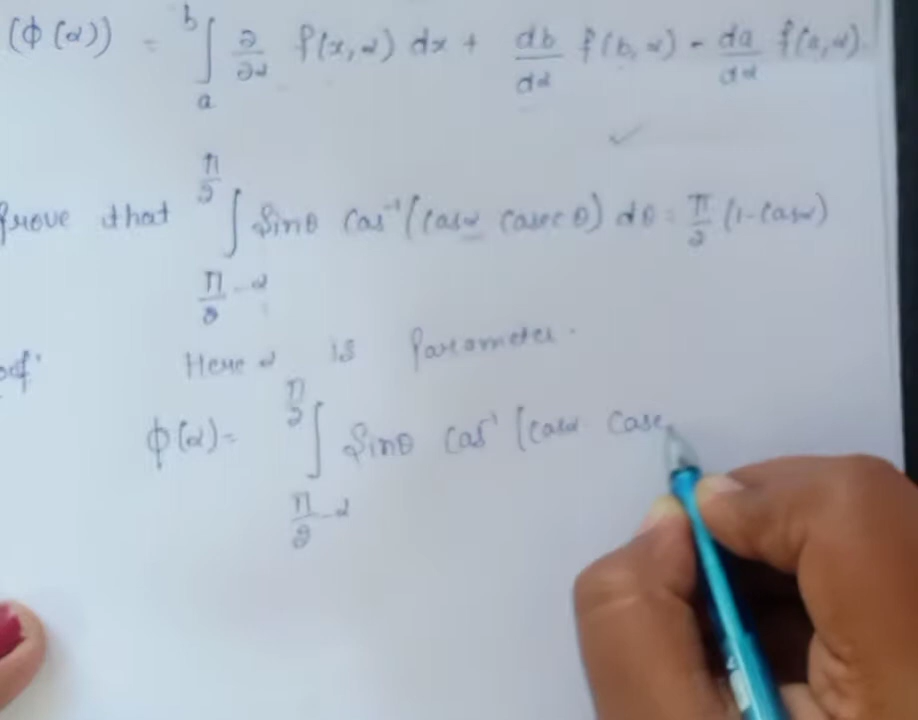 (ϕ(α)) = ∫_a^b ∂/∂α f(x,α) dx + db/dα f(b,α) - da/dα f(a,α).
Prove that ∫_{π/2-α}^{π/2} Sinθ Cos⁻¹(Cosα Cosecθ) dθ = π/2 (1-Cosα)
Here α is Parameter.
ϕ(α)= ∫_{π/2-α}^{π/2} Sinθ Cos⁻¹ [Cosα Cose